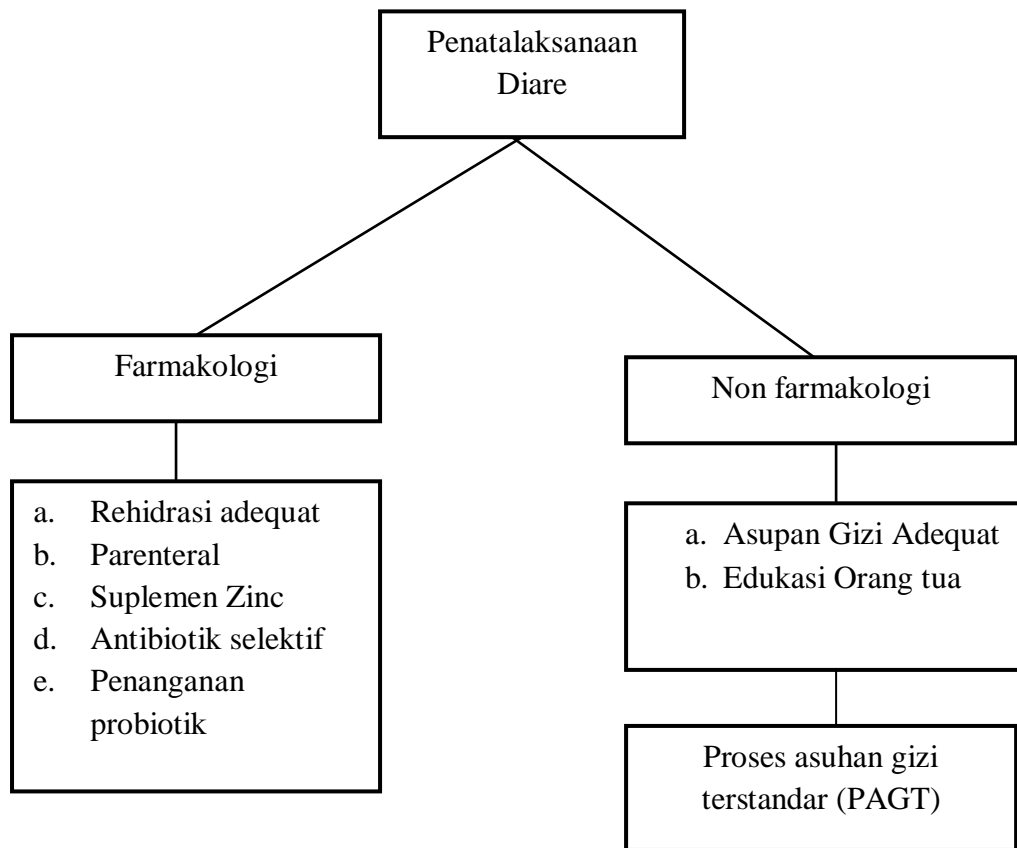 Penatalaksanaan
Diare
Farmakologi
Non farmakologi
a. Rehidrasi adequat
b. Parenteral
c. Suplemen Zinc
d. Antibiotik selektif
e. Penanganan
probiotik
a. Asupan Gizi Adequat
b. Edukasi Orang tua
Proses asuhan gizi
terstandar (PAGT)